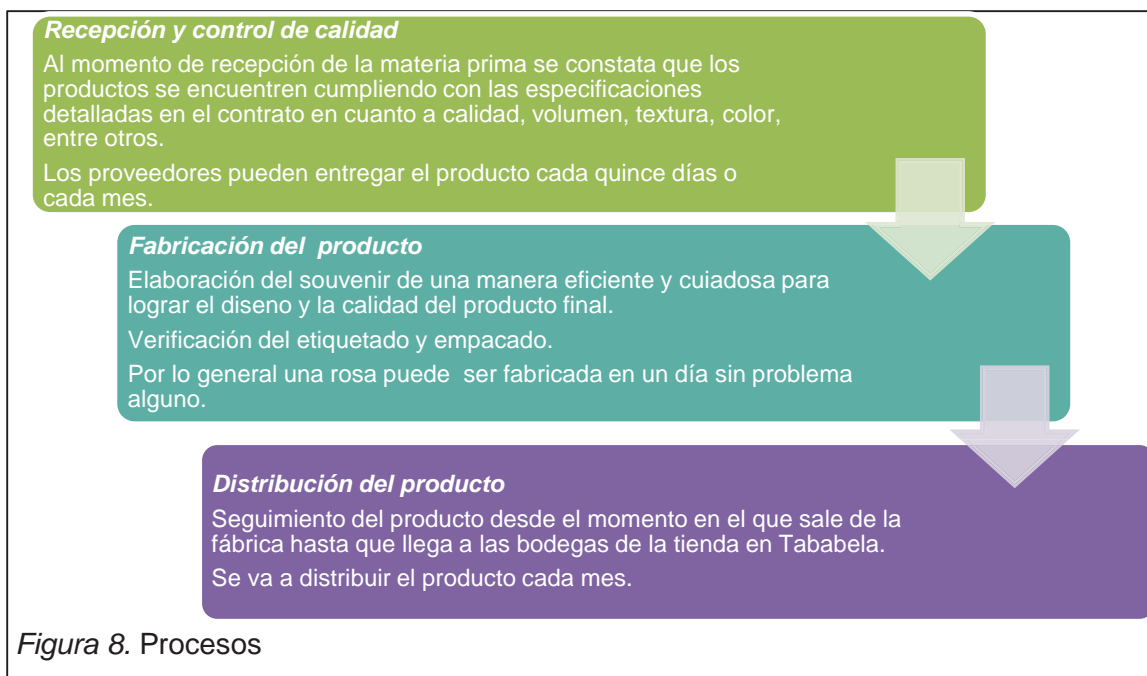 Recepción y control de calidad
Al momento de recepción de la materia prima se constata que los
productos se encuentren cumpliendo con las especificaciones
detalladas en el contrato en cuanto a calidad, volumen, textura, color,
entre otros.
Los proveedores pueden entregar el producto cada quince días o
cada mes.
Fabricación del producto
Elaboración del souvenir de una manera eficiente y cuiadosa para
lograr el diseno y la calidad del producto final.
Verificación del etiquetado y empacado.
Por lo general una rosa puede ser fabricada en un día sin problema
alguno.
Distribución del producto
Seguimiento del producto desde el momento en el que sale de la
fábrica hasta que llega a las bodegas de la tienda en Tababela.
Se va a distribuir el producto cada mes.
Figura 8. Procesos